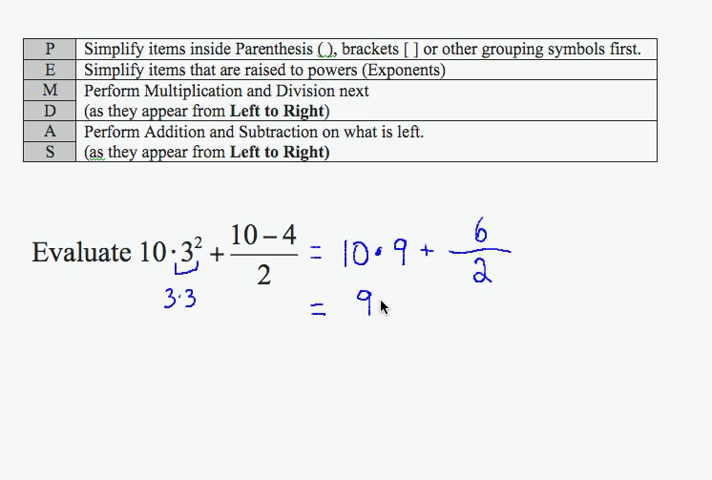 P Simplify items inside Parenthesis ( ), brackets [ ] or other grouping symbols first.
E Simplify items that are raised to powers (Exponents)
M Perform Multiplication and Division next
D (as they appear from Left to Right)
A Perform Addition and Subtraction on what is left.
S (as they appear from Left to Right)
Evaluate 10 · 3² + (10 – 4)/2 = 10 · 9 + 6/2
3·3
= 9